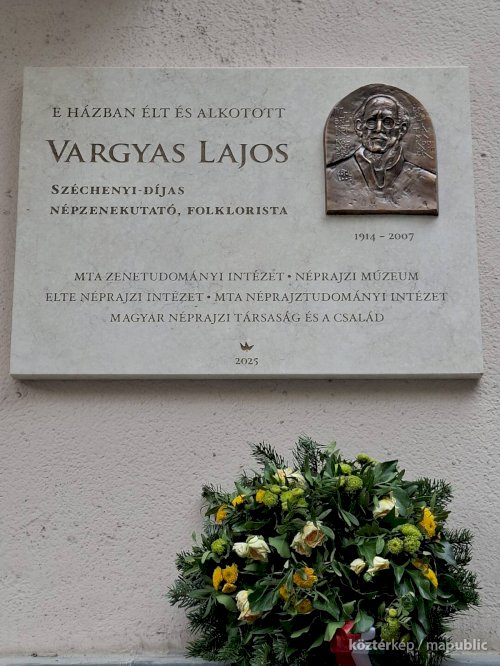 E HÁZBAN ÉLT ÉS ALKOTOTT
VARGYAS LAJOS
SZÉCHENYI-DÍJAS
NÉPZENEKUTATÓ, FOLKLORISTA
1914 – 2007
MTA ZENETUDOMÁNYI INTÉZET • NÉPRAJZI MÚZEUM
ELTE NÉPRAJZI INTÉZET • MTA NÉPRAJZTUDOMÁNYI INTÉZET
MAGYAR NÉPRAJZI TÁRSASÁG ÉS A CSALÁD
2025
köztérkép / mapublic